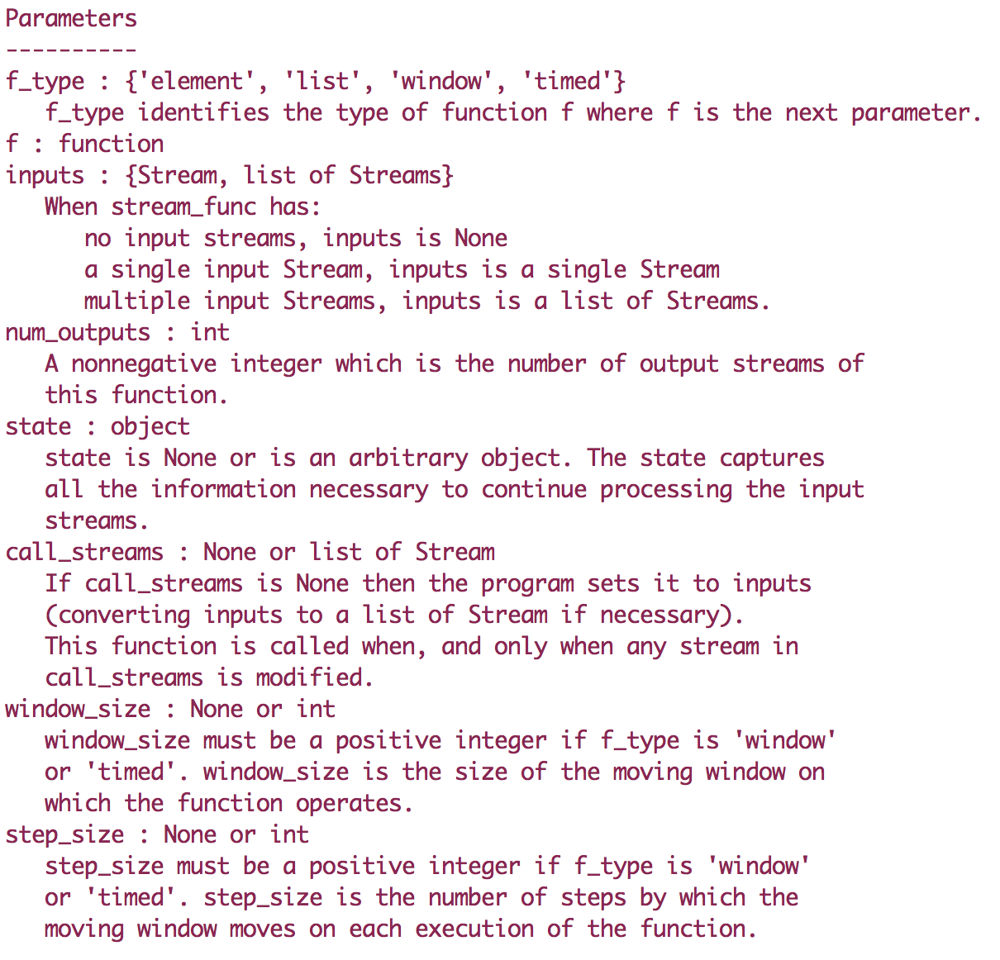 Parameters
----------
f_type : {'element', 'list', 'window', 'timed'}
   f_type identifies the type of function f where f is the next parameter.
f : function
inputs : {Stream, list of Streams}
   When stream_func has:
      no input streams, inputs is None
      a single input Stream, inputs is a single Stream
      multiple input Streams, inputs is a list of Streams.
num_outputs : int
   A nonnegative integer which is the number of output streams of
   this function.
state : object
   state is None or is an arbitrary object. The state captures
   all the information necessary to continue processing the input
   streams.
call_streams : None or list of Stream
   If call_streams is None then the program sets it to inputs
   (converting inputs to a list of Stream if necessary).
   This function is called when, and only when any stream in
   call_streams is modified.
window_size : None or int
   window_size must be a positive integer if f_type is 'window'
   or 'timed'. window_size is the size of the moving window on
   which the function operates.
step_size : None or int
   step_size must be a positive integer if f_type is 'window'
   or 'timed'. step_size is the number of steps by which the
   moving window moves on each execution of the function.